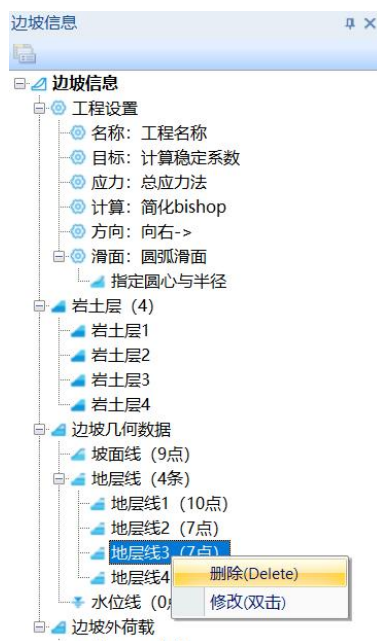 边坡信息
边坡信息
工程设置
名称：工程名称
目标：计算稳定系数
应力：总应力法
计算：简化bishop
方向：向右->
滑面：圆弧滑面
指定圆心与半径
岩土层（4）
岩土层1
岩土层2
岩土层3
岩土层4
边坡几何数据
坡面线（9点）
地层线（4条）
地层线1（10点）
地层线2（7点）
地层线3（7点）
删除(Delete)
地层线4
修改(双击)
水位线（0
边坡外荷载